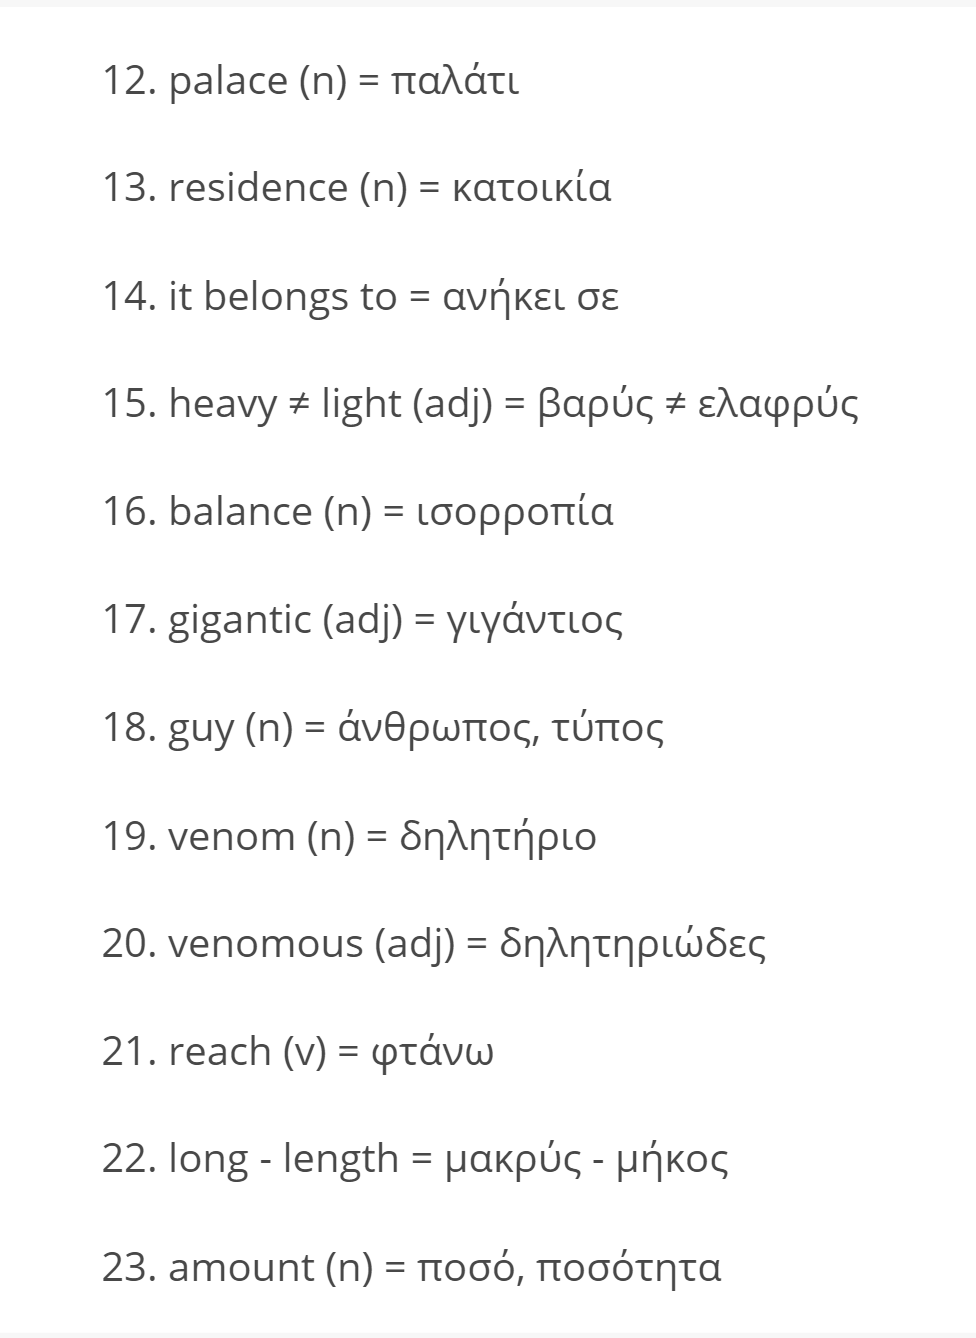 12. palace (n) = παλάτι
13. residence (n) = κατοικία
14. it belongs to = ανήκει σε
15. heavy ≠ light (adj) = βαρύς ≠ ελαφρύς
16. balance (n) = ισορροπία
17. gigantic (adj) = γιγάντιος
18. guy (n) = άνθρωπος, τύπος
19. venom (n) = δηλητήριο
20. venomous (adj) = δηλητηριώδες
21. reach (v) = φτάνω
22. long - length = μακρύς - μήκος
23. amount (n) = ποσό, ποσότητα